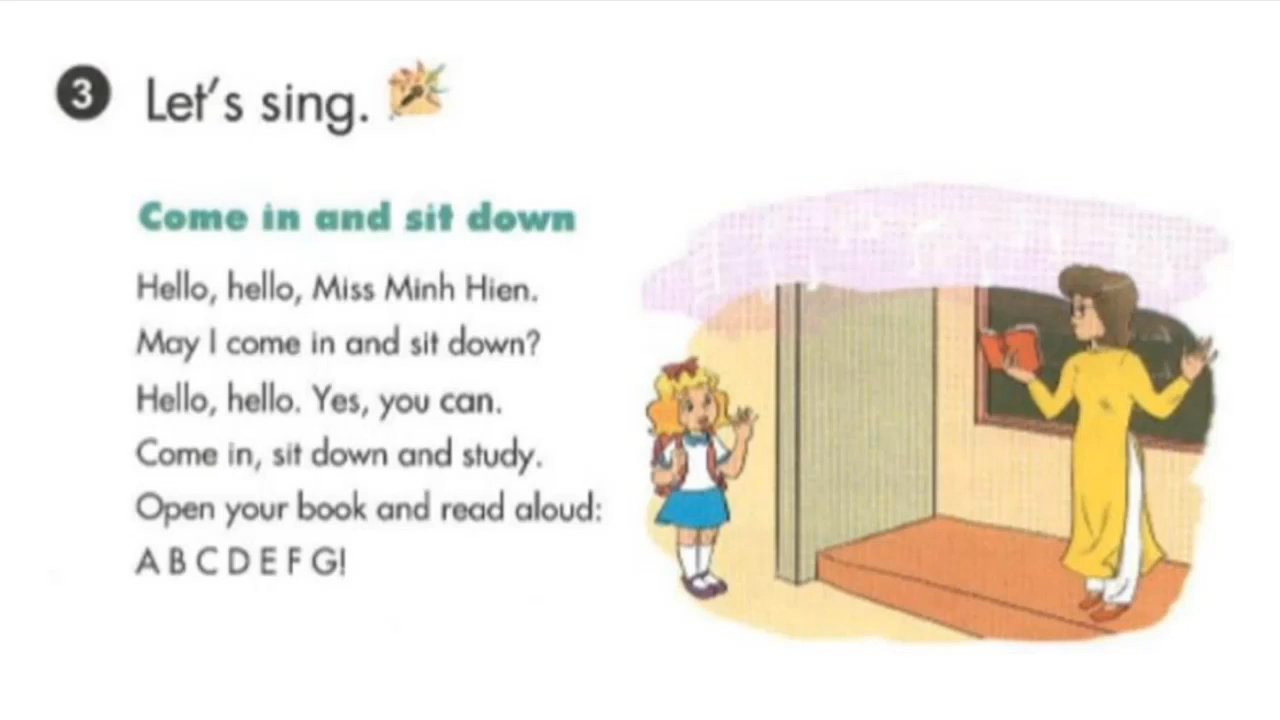 3 Let's sing.
Come in and sit down
Hello, hello, Miss Minh Hien.
May I come in and sit down?
Hello, hello. Yes, you can.
Come in, sit down and study.
Open your book and read aloud:
A B C D E F G!